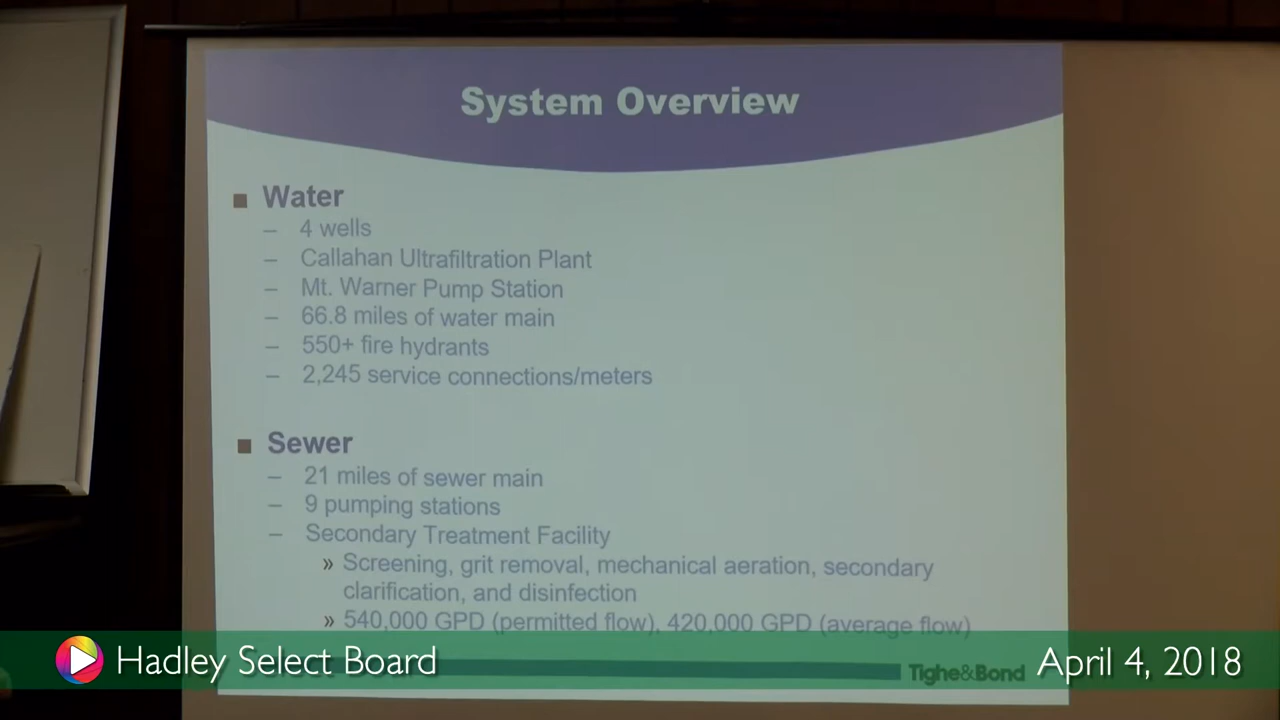 System Overview
■ Water
– 4 wells
– Callahan Ultrafiltration Plant
– Mt. Warner Pump Station
– 66.8 miles of water main
– 550+ fire hydrants
– 2,245 service connections/meters
■ Sewer
– 21 miles of sewer main
– 9 pumping stations
– Secondary Treatment Facility
» Screening, grit removal, mechanical aeration, secondary
clarification, and disinfection
» 540,000 GPD (permitted flow), 420,000 GPD (average flow)
Tighe&Bond
Hadley Select Board
April 4, 2018